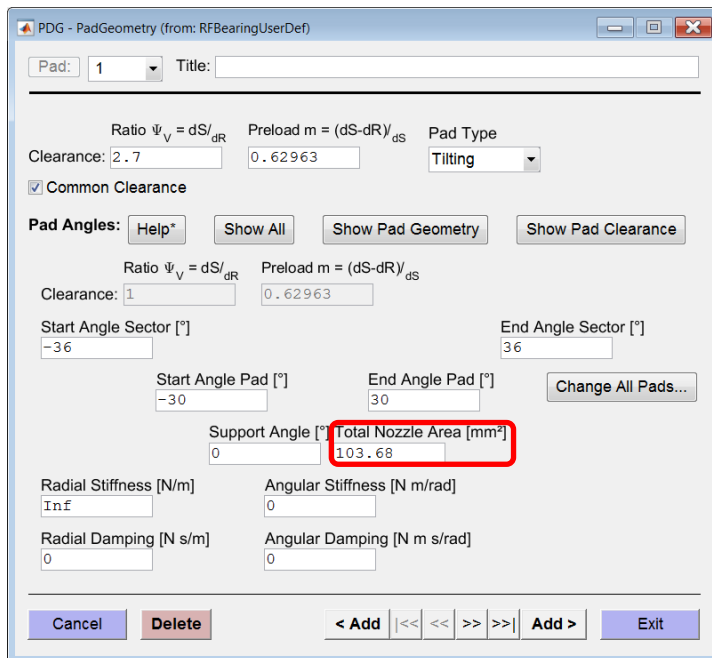 PDG - PadGeometry (from: RFBearingUserDef)
Pad: 1 Title:
Ratio Ψ_V = dS/dR Preload m = (dS-dR)/dS Pad Type
Clearance: 2.7 0.62963 Tilting
Common Clearance
Pad Angles: Help* Show All Show Pad Geometry Show Pad Clearance
Ratio Ψ_V = dS/dR Preload m = (dS-dR)/dS
Clearance: 1 0.62963
Start Angle Sector [°] End Angle Sector [°]
-36 36
Start Angle Pad [°] End Angle Pad [°] Change All Pads...
-30 30
Support Angle [°] Total Nozzle Area [mm²]
0 103.68
Radial Stiffness [N/m] Angular Stiffness [N m/rad]
Inf 0
Radial Damping [N s/m] Angular Damping [N m s/rad]
0 0
Cancel Delete < Add |<< << >> >>| Add > Exit